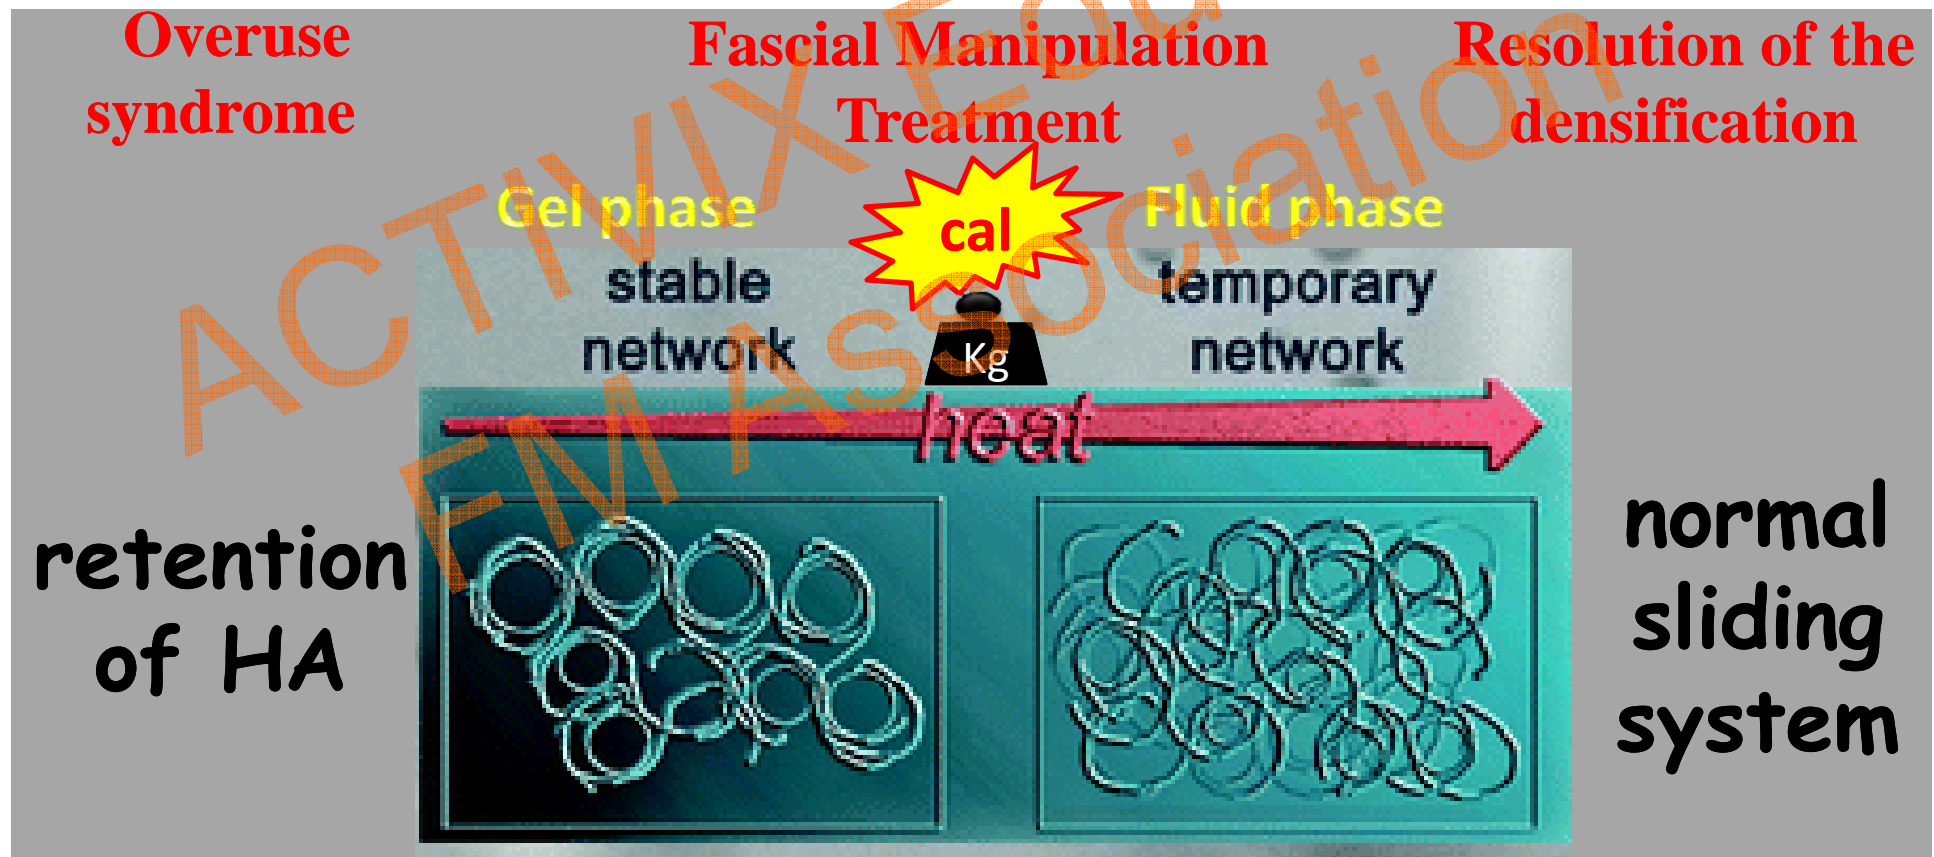 Overuse
syndrome
Fascial Manipulation
Treatment
Resolution of the
densification
Gel phase
cal
Fluid phase
stable
network
Kg
temporary
network
heat
retention
of HA
normal
sliding
system
ACTIVIX Edu
FM Association